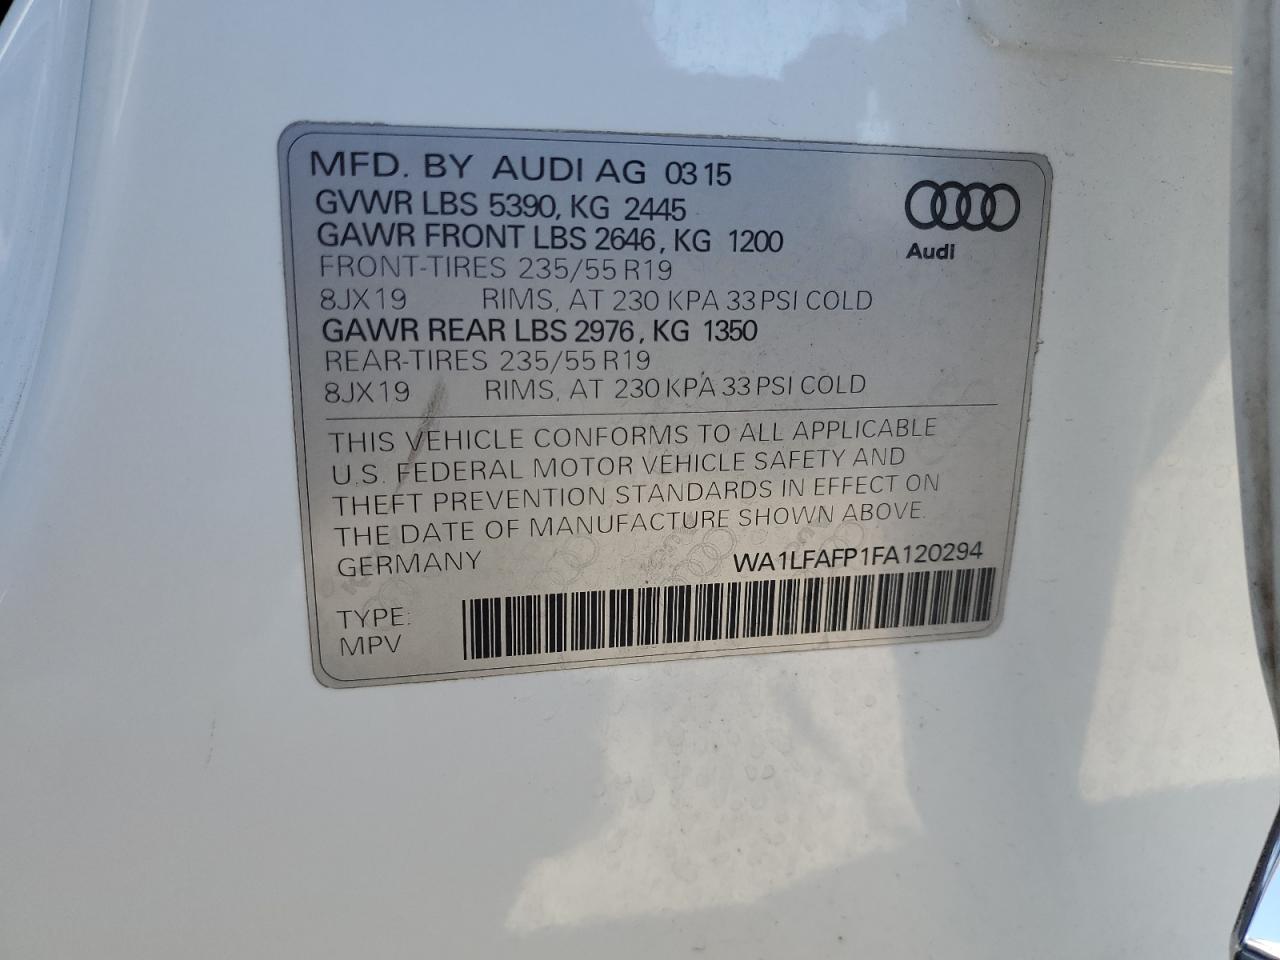 MFD. BY AUDI AG 03 15
GVWR LBS 5390, KG 2445
GAWR FRONT LBS 2646, KG 1200
FRONT-TIRES 235/55 R19
8JX19 RIMS, AT 230 KPA 33 PSI COLD
GAWR REAR LBS 2976, KG 1350
REAR-TIRES 235/55 R19
8JX19 RIMS, AT 230 KPA 33 PSI COLD
Audi
THIS VEHICLE CONFORMS TO ALL APPLICABLE
U.S. FEDERAL MOTOR VEHICLE SAFETY AND
THEFT PREVENTION STANDARDS IN EFFECT ON
THE DATE OF MANUFACTURE SHOWN ABOVE.
GERMANY WA1LFAFP1FA120294
TYPE:
MPV